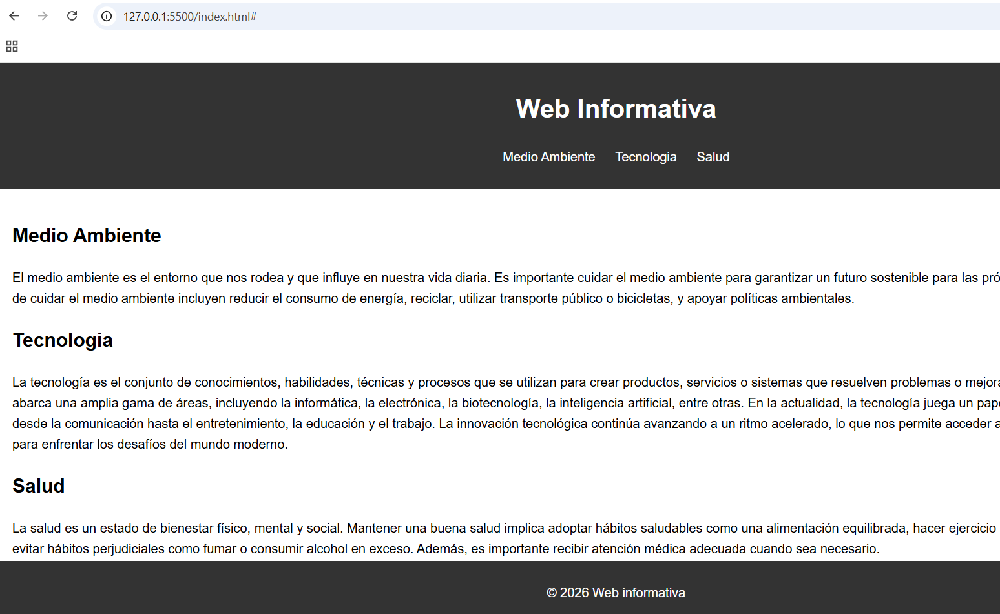 127.0.0.1:5500/index.html#
Web Informativa
Medio Ambiente Tecnologia Salud
Medio Ambiente
El medio ambiente es el entorno que nos rodea y que influye en nuestra vida diaria. Es importante cuidar el medio ambiente para garantizar un futuro sostenible para las
de cuidar el medio ambiente incluyen reducir el consumo de energía, reciclar, utilizar transporte público o bicicletas, y apoyar políticas ambientales.
Tecnologia
La tecnología es el conjunto de conocimientos, habilidades, técnicas y procesos que se utilizan para crear productos, servicios o sistemas que resuelven problemas o
abarca una amplia gama de áreas, incluyendo la informática, la electrónica, la biotecnología, la inteligencia artificial, entre otras. En la actualidad, la tecnología juega un
desde la comunicación hasta el entretenimiento, la educación y el trabajo. La innovación tecnológica continúa avanzando a un ritmo acelerado, lo que nos permite acceder a
para enfrentar los desafíos del mundo moderno.
Salud
La salud es un estado de bienestar físico, mental y social. Mantener una buena salud implica adoptar hábitos saludables como una alimentación equilibrada, hacer ejercicio
evitar hábitos perjudiciales como fumar o consumir alcohol en exceso. Además, es importante recibir atención médica adecuada cuando sea necesario.
© 2026 Web informativa